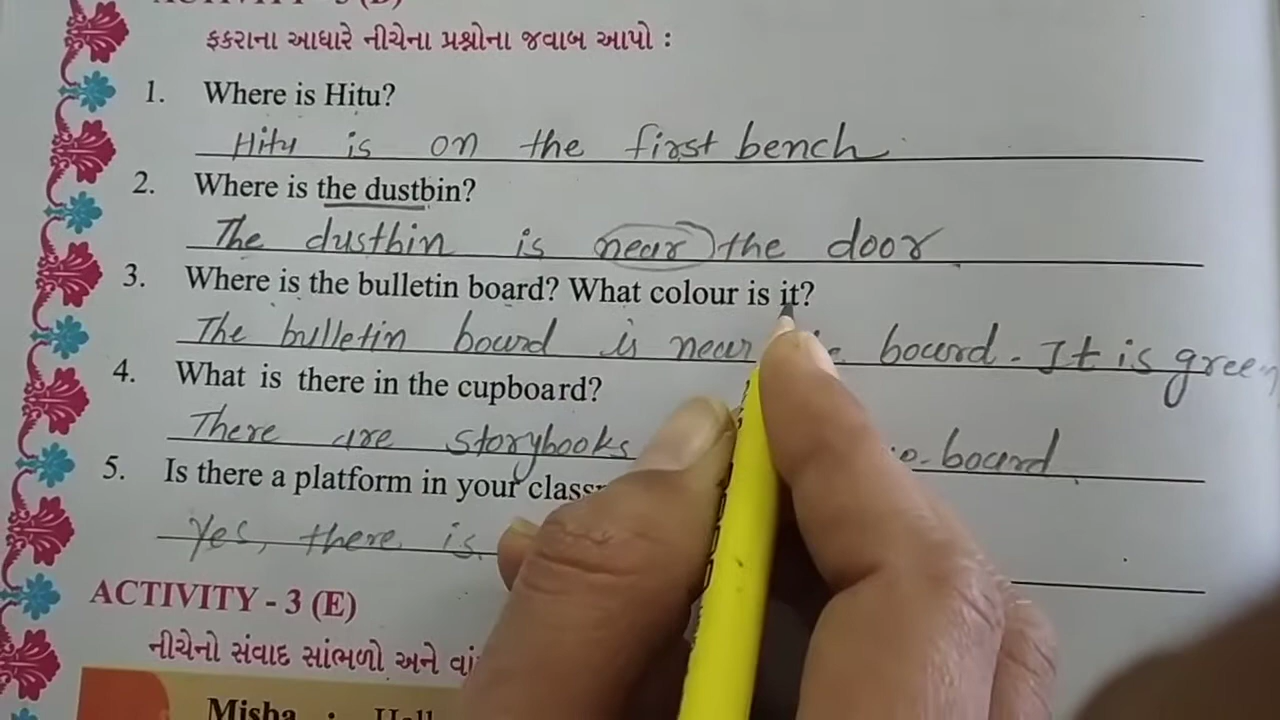 ફકરાના આધારે નીચેના પ્રશ્નોના જવાબ આપો :
1. Where is Hitu?
Hitu is on the first bench
2. Where is the dustbin?
The dustbin is near the door
3. Where is the bulletin board? What colour is it?
The bulletin board is near board. It is green
4. What is there in the cupboard?
There are storybooks board
5. Is there a platform in your
Yes, there is
ACTIVITY - 3 (E)
નીચેનો સંવાદ સાંભળો અને
Misha :